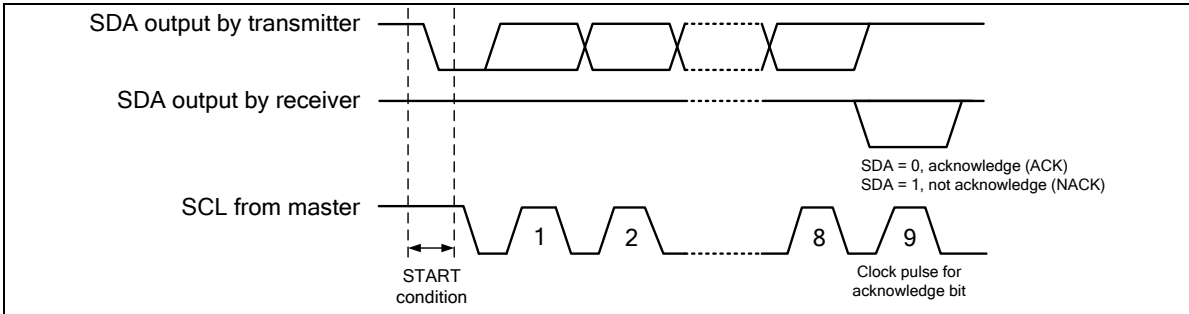 SDA output by transmitter
SDA output by receiver
SDA = 0, acknowledge (ACK)
SDA = 1, not acknowledge (NACK)
SCL from master
1
2
8
9
START
condition
Clock pulse for
acknowledge bit